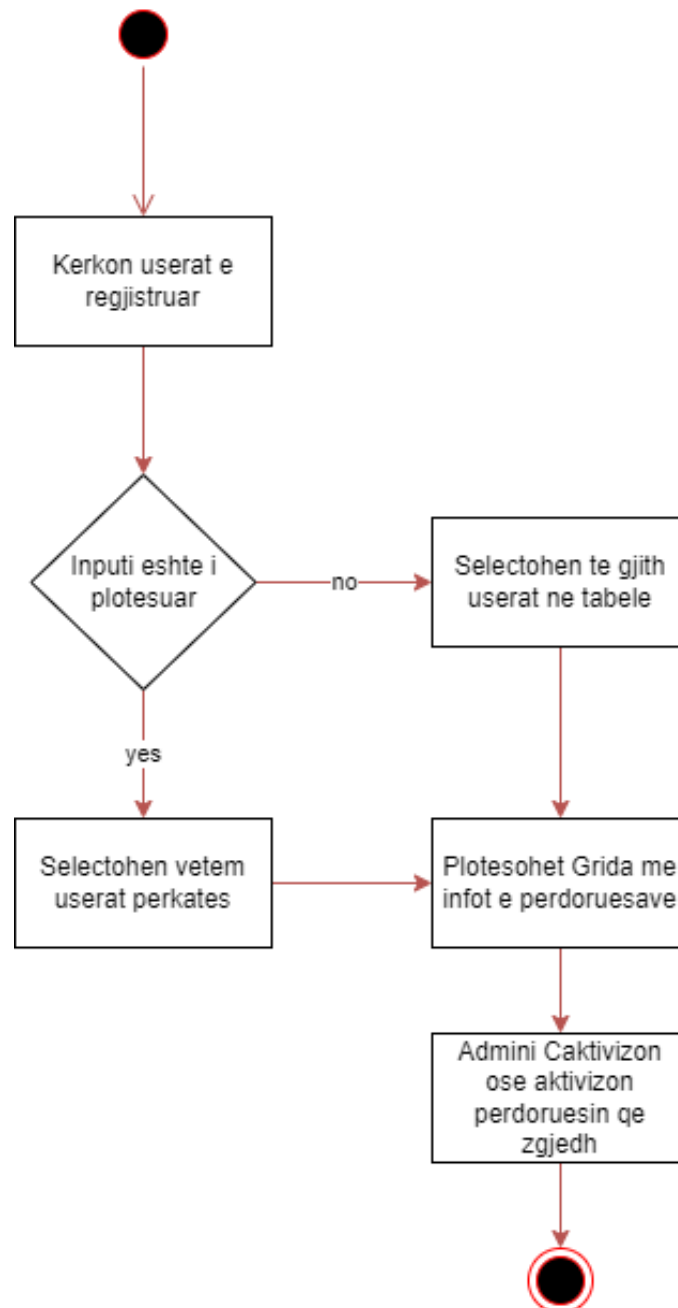 Kerkon userat e
regjistruar
Inputi eshte i
plotesuar
no
Selectohen te gjith
userat ne tabele
yes
Selectohen vetem
userat perkates
Plotesohet Grida me
infot e perdoruesave
Admini Caktivizon
ose aktivizon
perdoruesin qe
zgjedh